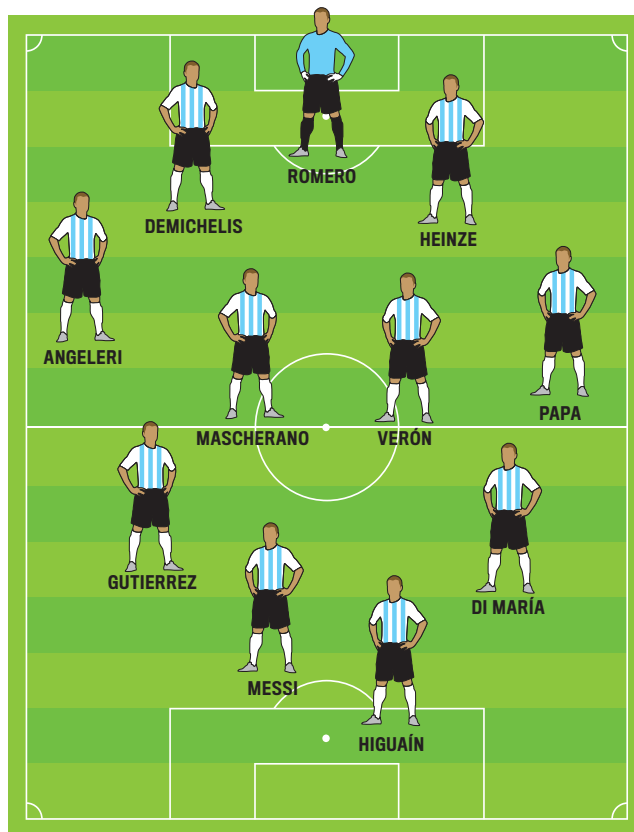 ROMERO
DEMICHELIS
HEINZE
ANGELERI
PAPA
MASCHERANO
VERÓN
GUTIERREZ
DI MARÍA
MESSI
HIGUAÍN